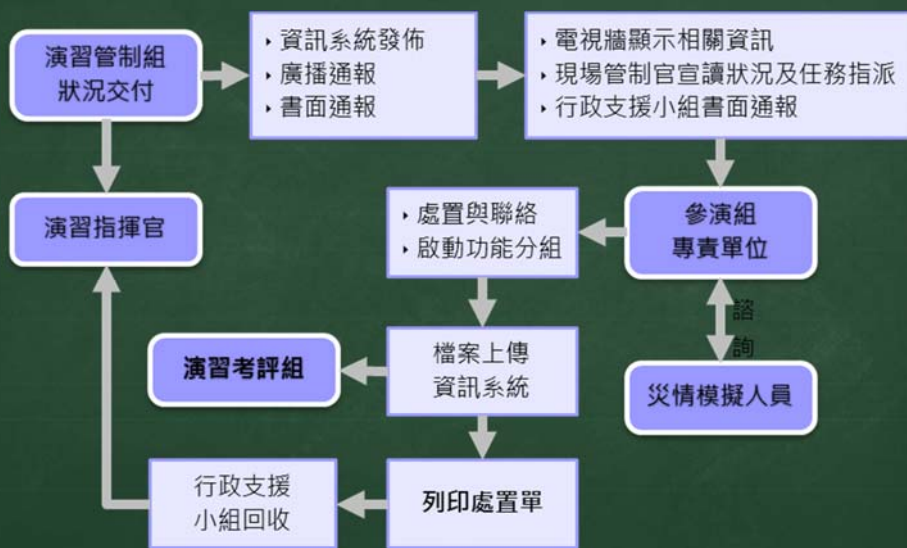 演習管制組
狀況交付
‣ 資訊系統發佈
‣ 廣播通報
‣ 書面通報
‣ 電視牆顯示相關資訊
‣ 現場管制官宣讀狀況及任務指派
‣ 行政支援小組書面通報
演習指揮官
‣ 處置與聯絡
‣ 啟動功能分組
參演組
專責單位
諮
詢
演習考評組
檔案上傳
資訊系統
災情模擬人員
行政支援
小組回收
列印處置單